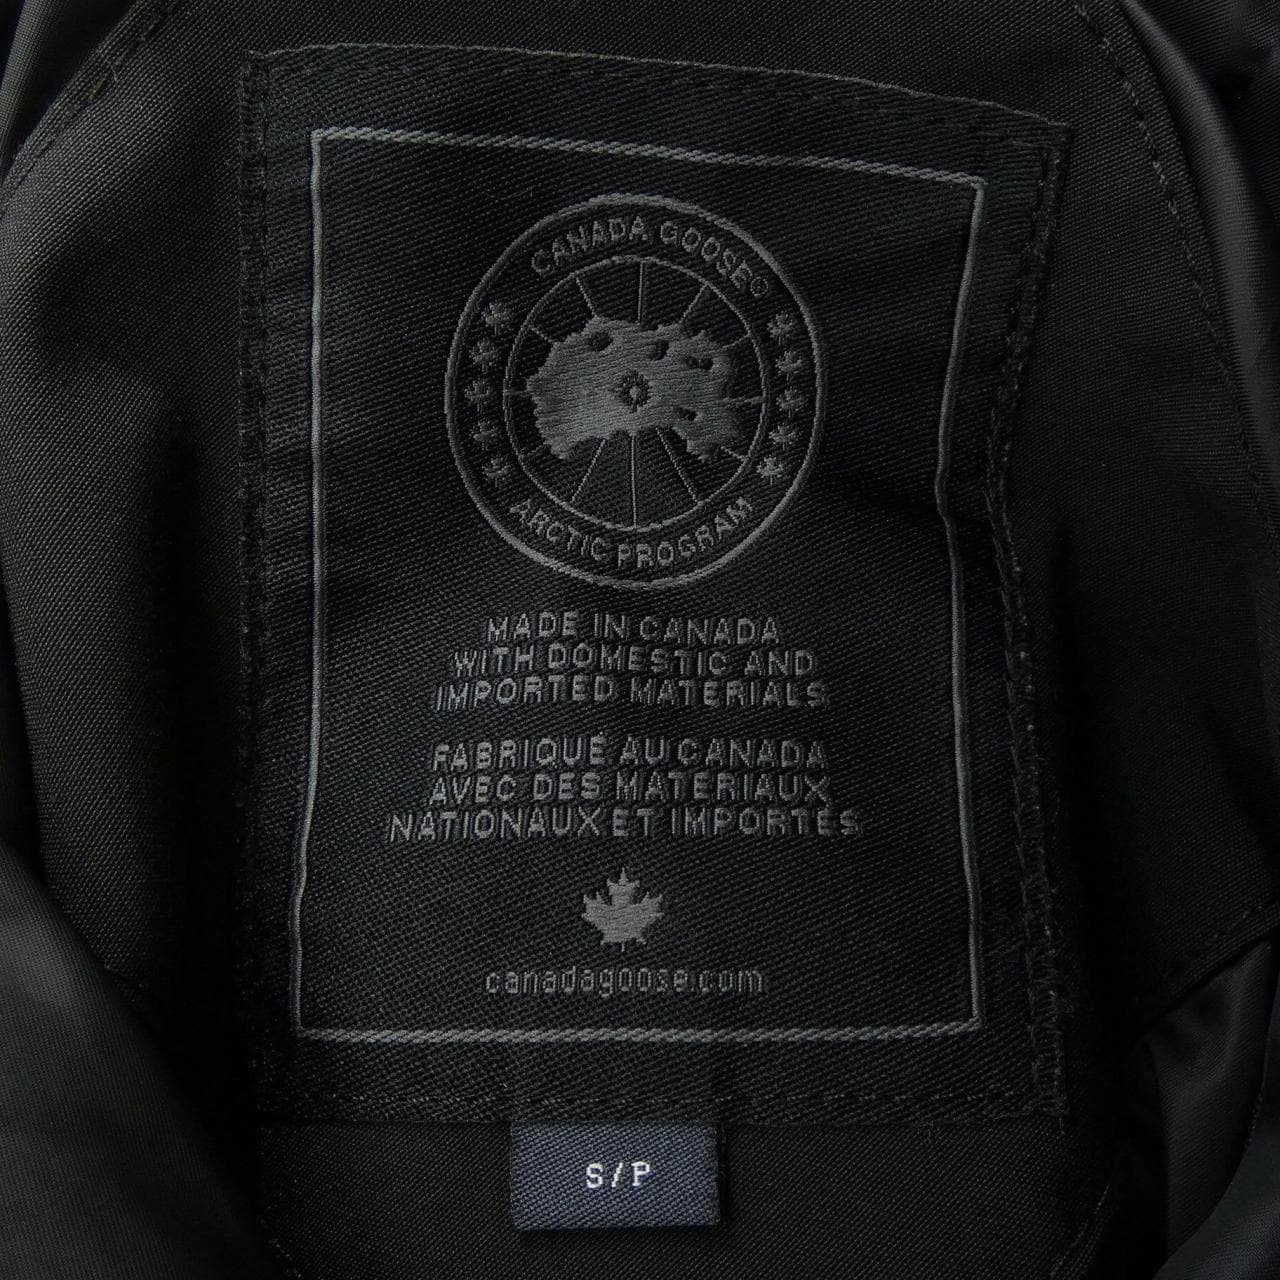 CANADA GOOSE®
ARCTIC PROGRAM
MADE IN CANADA
WITH DOMESTIC AND
IMPORTED MATERIALS
FABRIQUÉ AU CANADA
AVEC DES MATERIAUX
NATIONAUX ET IMPORTÉS
canadagoose.com
S/P